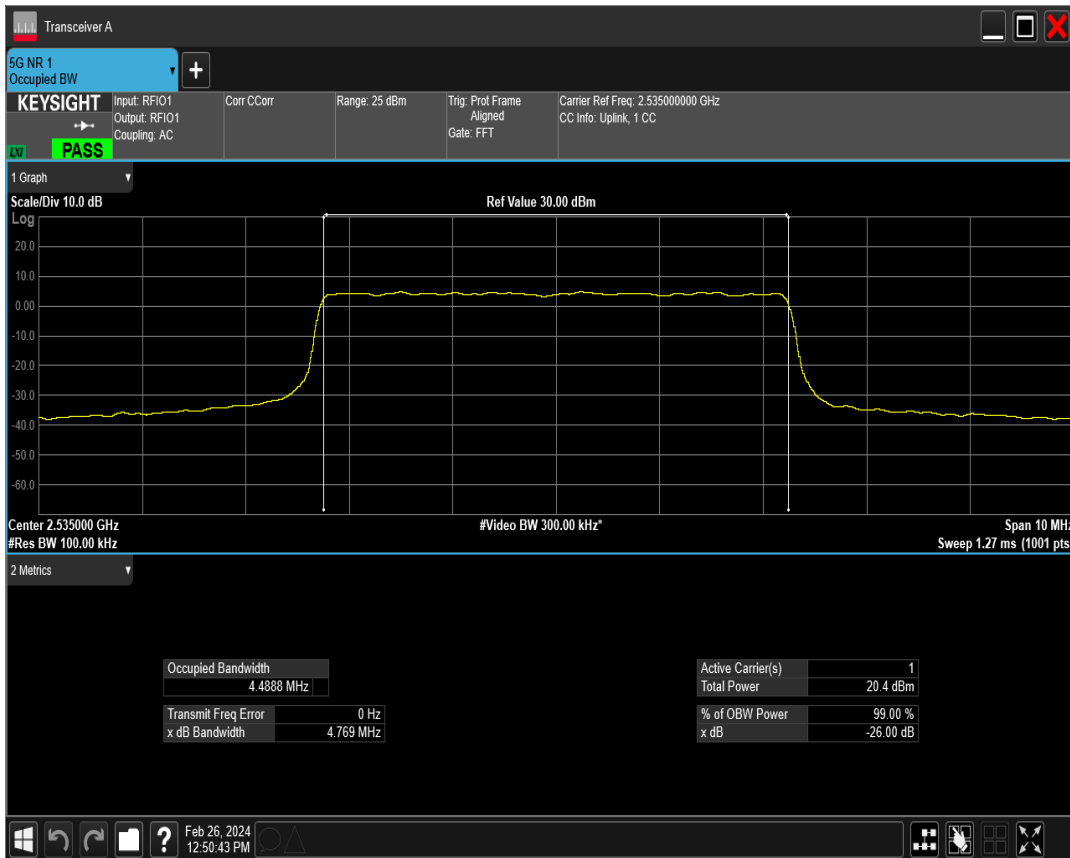 Transceiver A
5G NR 1
Occupied BW
+
KEYSIGHT
LXI
PASS
Input: RFIO1
Output: RFIO1
Coupling: AC
Corr CCorr
Range: 25 dBm
Trig: Prot Frame
Aligned
Gate: FFT
Carrier Ref Freq: 2.535000000 GHz
CC Info: Uplink, 1 CC
1 Graph
Scale/Div 10.0 dB
Ref Value 30.00 dBm
Log
20.0
10.0
0.00
-10.0
-20.0
-30.0
-40.0
-50.0
-60.0
Center 2.535000 GHz
#Video BW 300.00 kHz*
Span 10 MHz
#Res BW 100.00 kHz
Sweep 1.27 ms (1001 pts
2 Metrics
Occupied Bandwidth
4.4888 MHz
Transmit Freq Error 0 Hz
x dB Bandwidth 4.769 MHz
Active Carrier(s) 1
Total Power 20.4 dBm
% of OBW Power 99.00 %
x dB -26.00 dB
?
Feb 26, 2024
12:50:43 PM